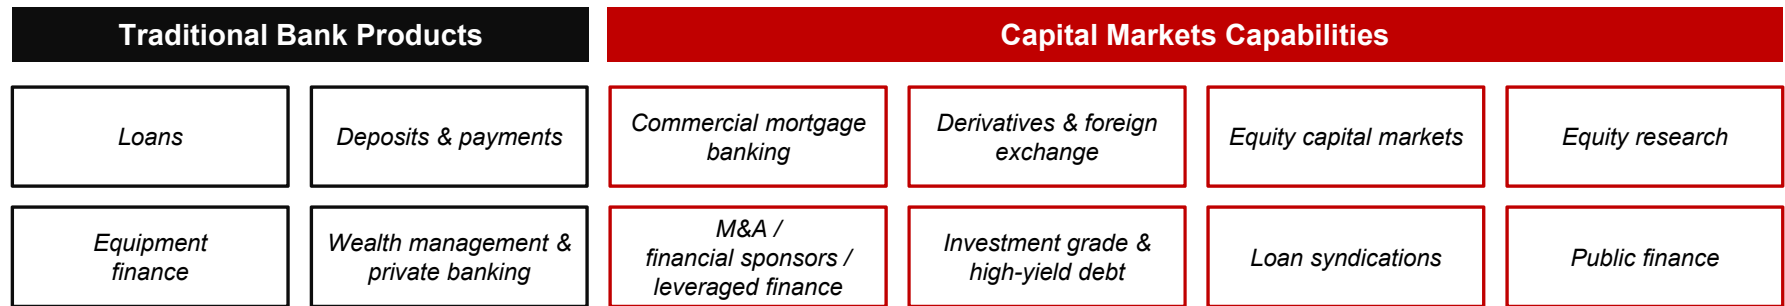 Traditional Bank Products
Capital Markets Capabilities
Loans
Deposits & payments
Commercial mortgage
banking
Derivatives & foreign
exchange
Equity capital markets
Equity research
Equipment
finance
Wealth management &
private banking
M&A /
financial sponsors /
leveraged finance
Investment grade &
high-yield debt
Loan syndications
Public finance